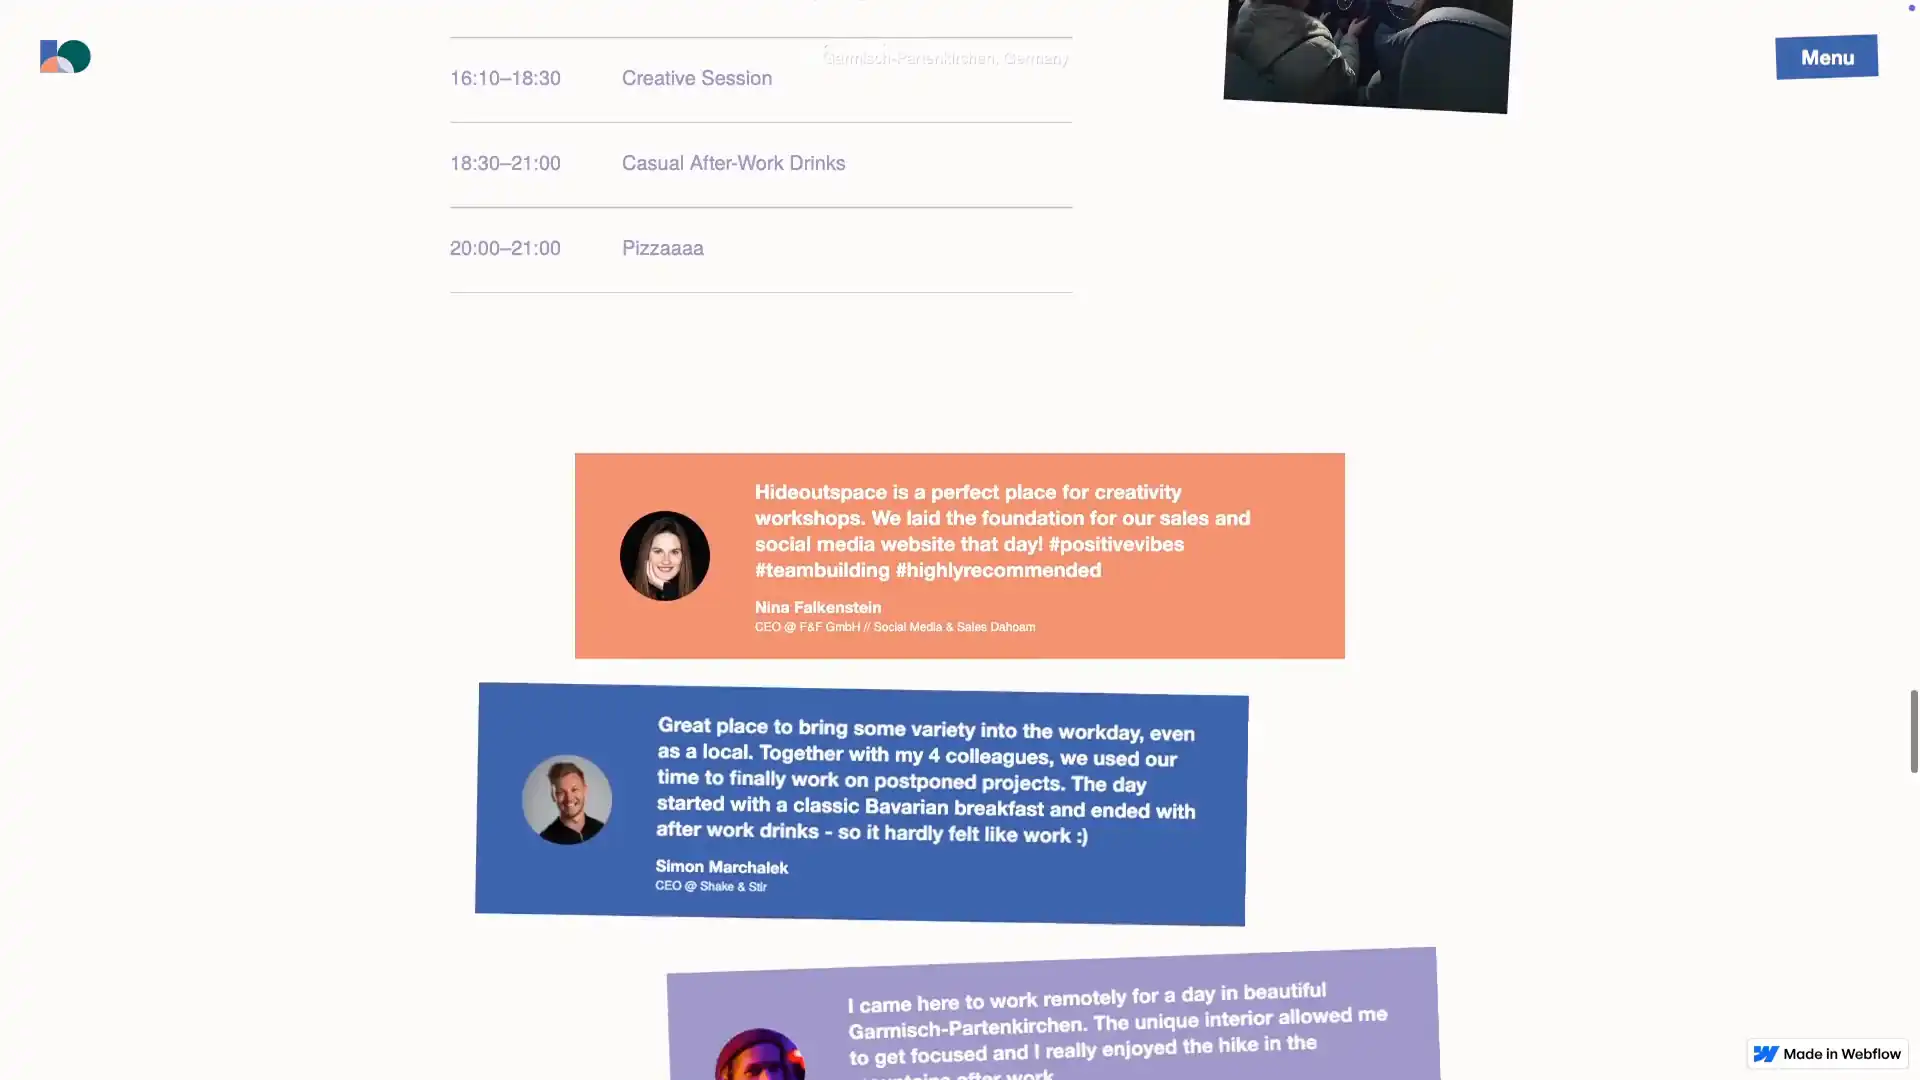 Garmisch-Partenkirchen, Germany
Menu
16:10–18:30 Creative Session
18:30–21:00 Casual After-Work Drinks
20:00–21:00 Pizzaaaa
Hideoutspace is a perfect place for creativity
workshops. We laid the foundation for our sales and
social media website that day! #positivevibes
#teambuilding #highlyrecommended
Nina Falkenstein
CEO @ F&F GmbH // Social Media & Sales Dahoam
Great place to bring some variety into the workday, even
as a local. Together with my 4 colleagues, we used our
time to finally work on postponed projects. The day
started with a classic Bavarian breakfast and ended with
after work drinks - so it hardly felt like work :)
Simon Marchalek
CEO @ Shake & Stir
I came here to work remotely for a day in beautiful
Garmisch-Partenkirchen. The unique interior allowed me
to get focused and I really enjoyed the hike in the
mountains after work
Made in Webflow